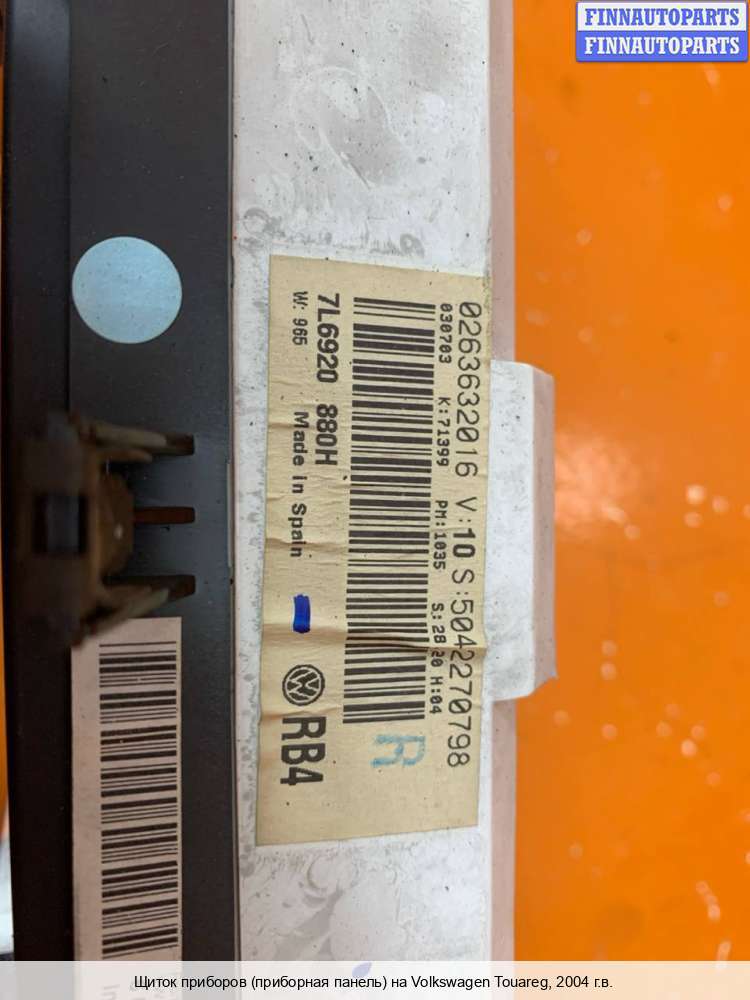 FINNAUTOPARTS
FINNAUTOPARTS
0263632016 V:10 S:5042270798
030703 K:71399 PM:1035 S:28 20 H:04
7L6920 880H
W: 965 Made in Spain
RB4
R
Щиток приборов (приборная панель) на Volkswagen Touareg, 2004 г.в.